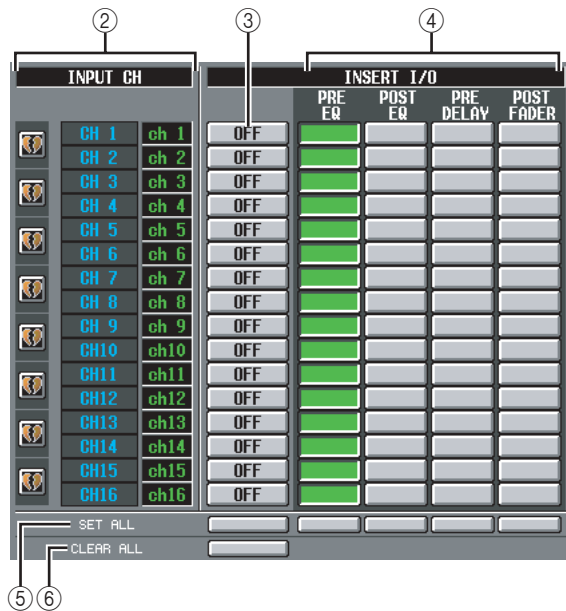 ② ③ ④
INPUT CH INSERT I/O
PRE EQ POST EQ PRE DELAY POST FADER
CH 1 ch 1 OFF
CH 2 ch 2 OFF
CH 3 ch 3 OFF
CH 4 ch 4 OFF
CH 5 ch 5 OFF
CH 6 ch 6 OFF
CH 7 ch 7 OFF
CH 8 ch 8 OFF
CH 9 ch 9 OFF
CH10 ch10 OFF
CH11 ch11 OFF
CH12 ch12 OFF
CH13 ch13 OFF
CH14 ch14 OFF
CH15 ch15 OFF
CH16 ch16 OFF
SET ALL
CLEAR ALL
⑤ ⑥